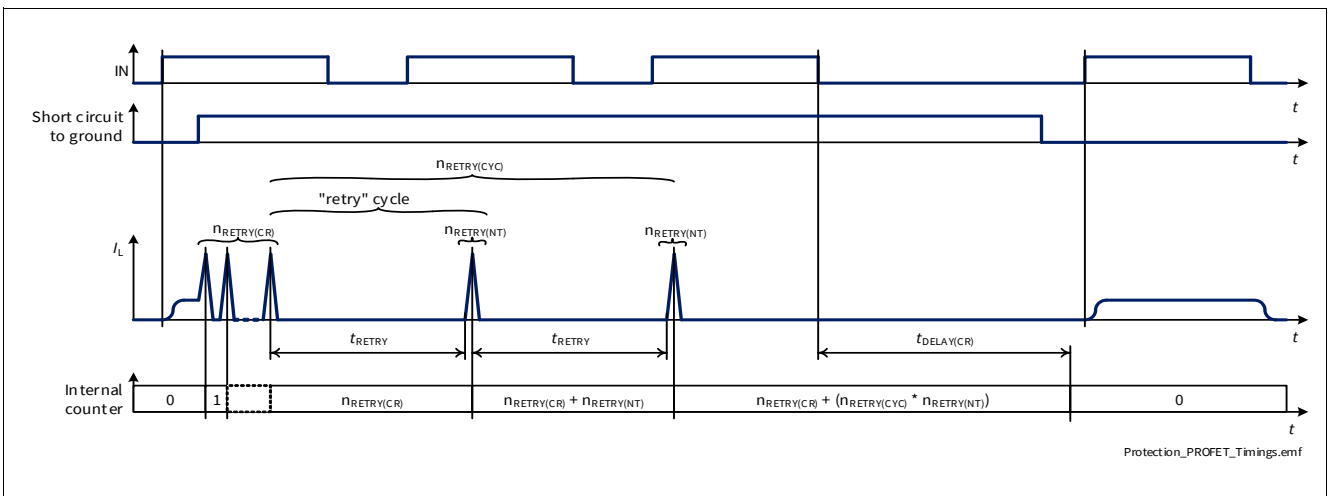 IN
t
Short circuit
to ground
t
nRETRY(CYC)
"retry" cycle
nRETRY(CR)
nRETRY(NT)
nRETRY(NT)
IL
t
tRETRY
tRETRY
tDELAY(CR)
Internal
counter
0
1
nRETRY(CR)
nRETRY(CR) + nRETRY(NT)
nRETRY(CR) + (nRETRY(CYC) * nRETRY(NT))
0
t
Protection_PROFET_Timings.emf